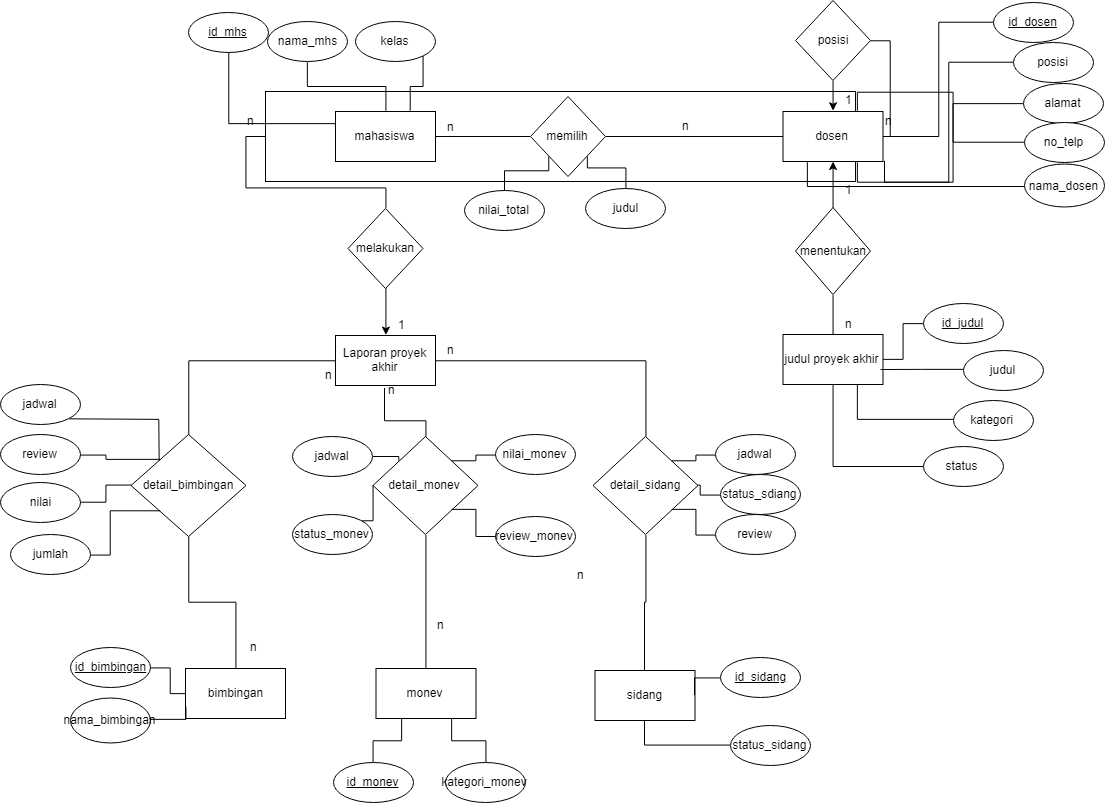 id_mhs
nama_mhs
kelas
posisi
id_dosen
posisi
alamat
no_telp
nama_dosen
1
n
mahasiswa
n
memilih
n
dosen
n
nilai_total
judul
1
melakukan
menentukan
1
n
Laporan proyek
akhir
n
n
n
judul proyek akhir
id_judul
judul
kategori
status
jadwal
review
nilai
jumlah
detail_bimbingan
jadwal
status_monev
detail_monev
nilai_monev
review_monev
detail_sidang
jadwal
status_sdiang
review
n
n
n
id_bimbingan
nama_bimbingan
bimbingan
monev
id_monev
kategori_monev
sidang
id_sidang
status_sidang